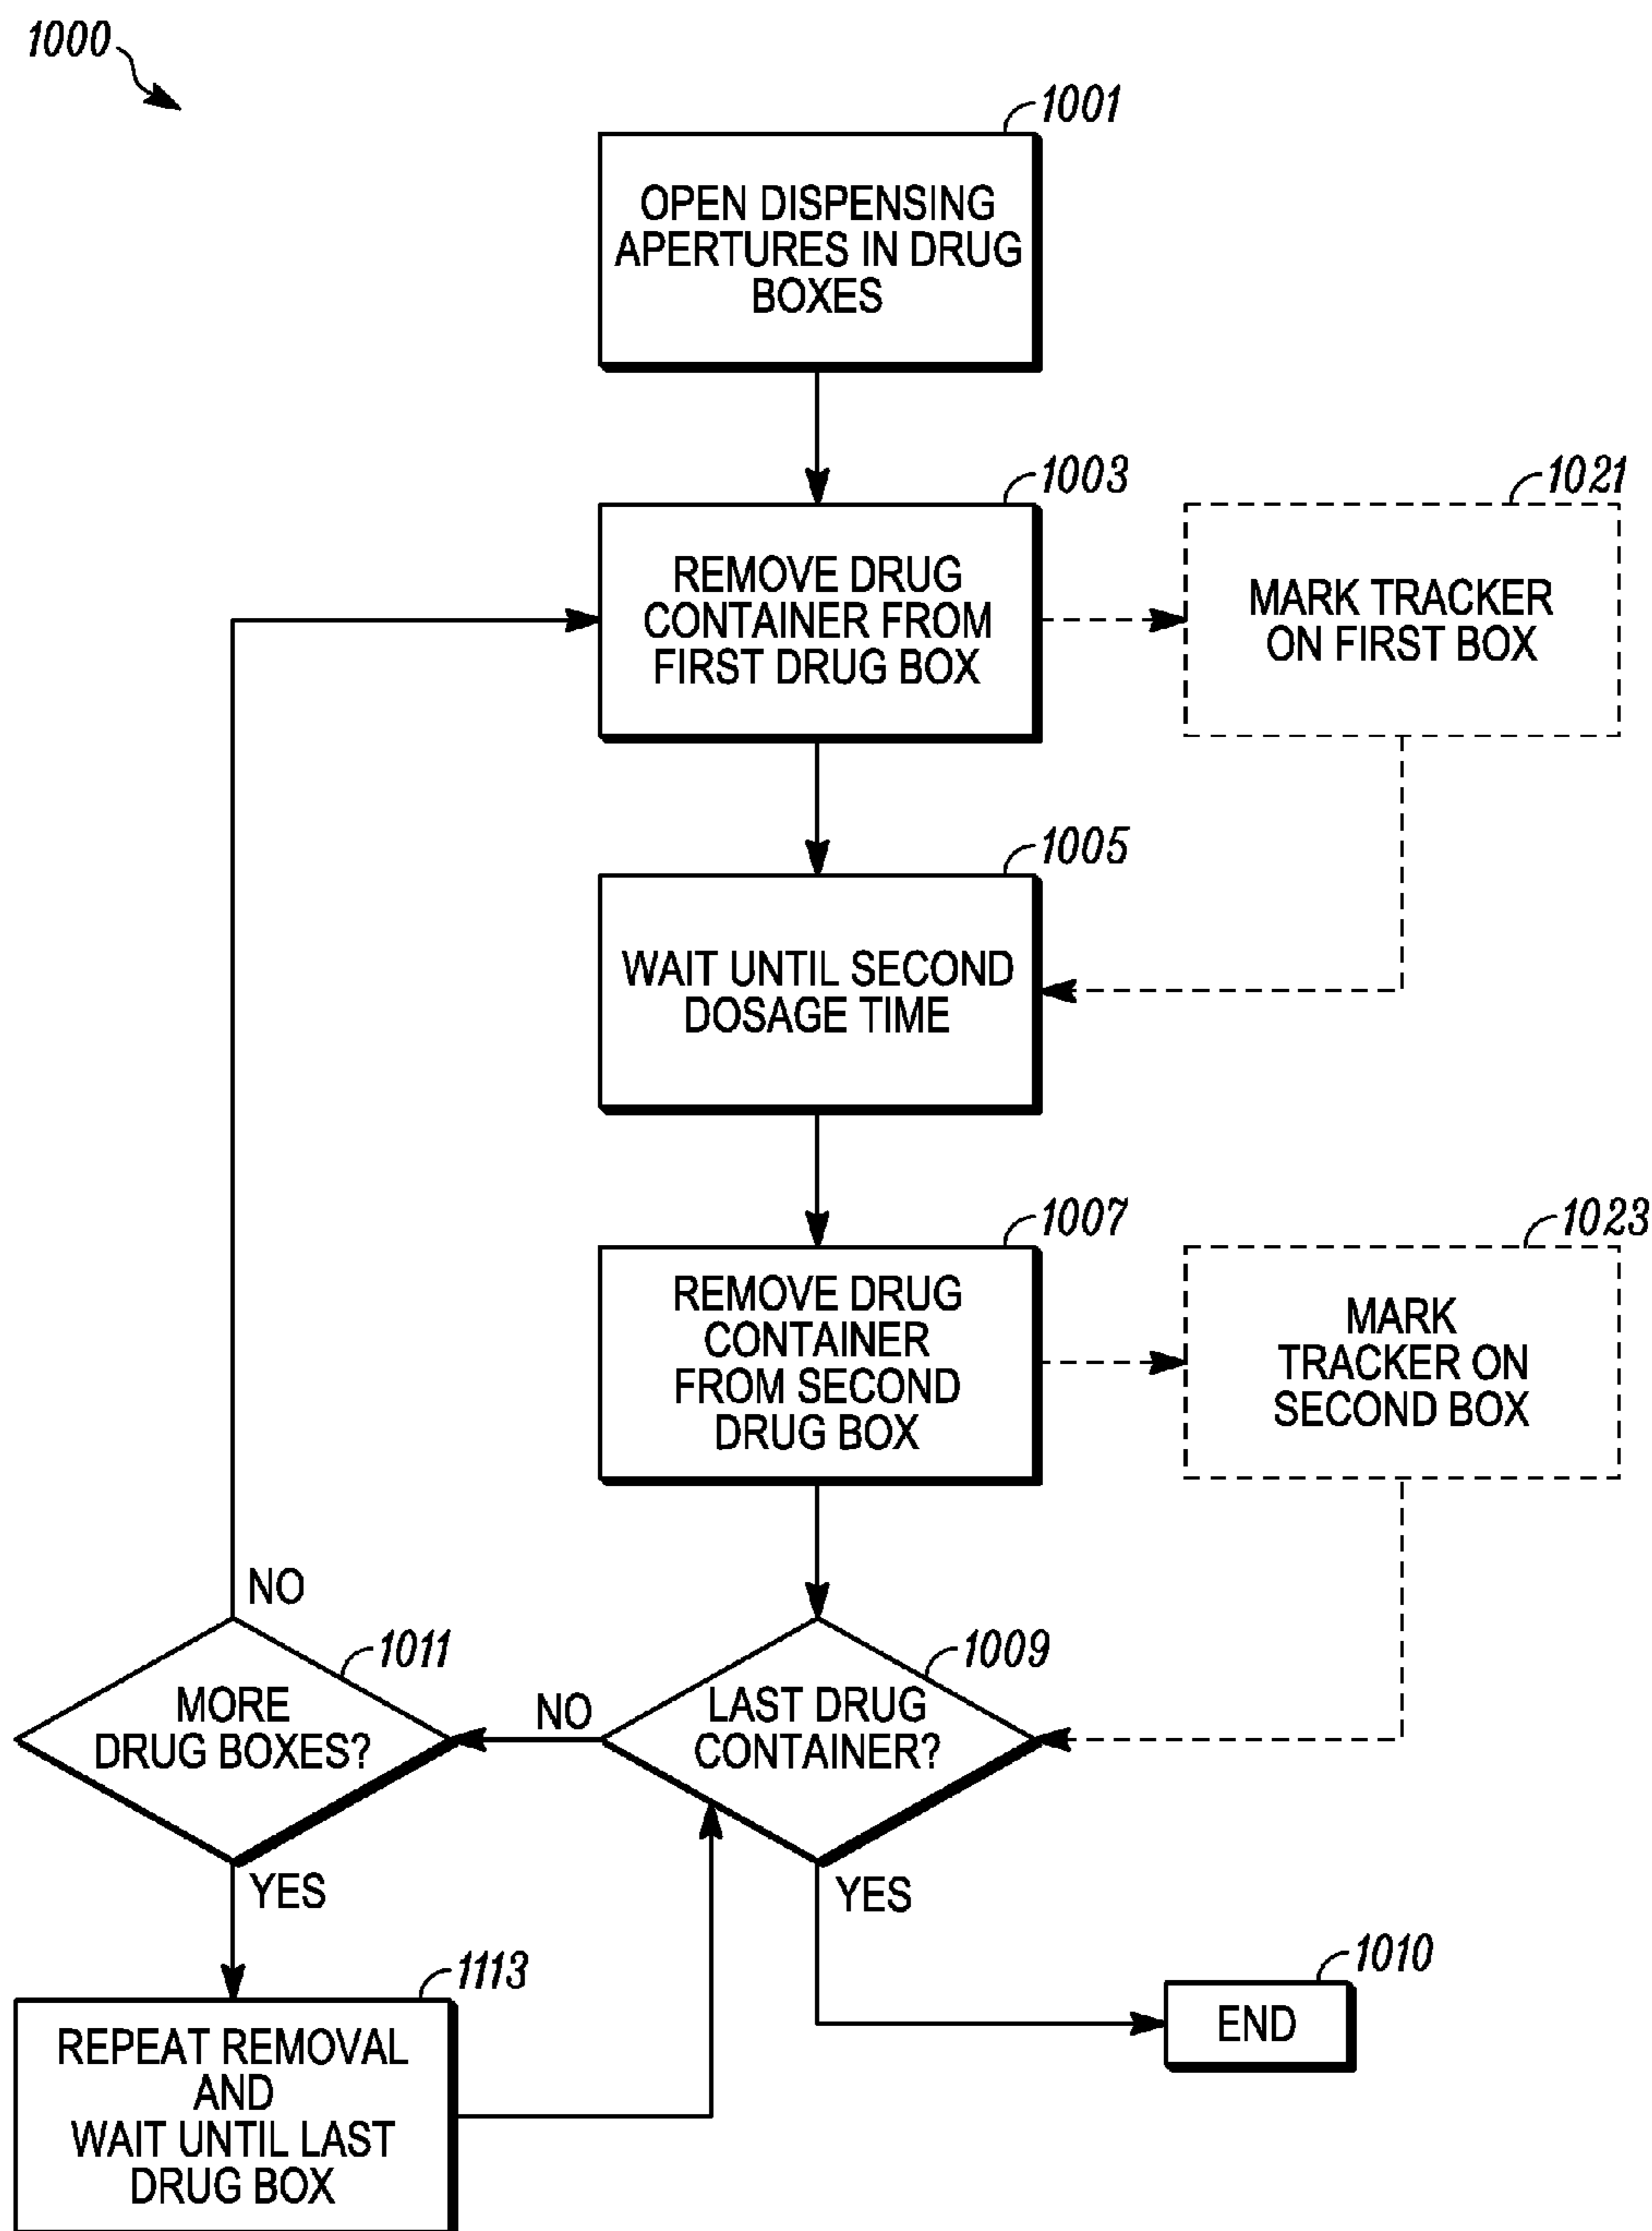 1000
1001
OPEN DISPENSING
APERTURES IN DRUG
BOXES
1003
REMOVE DRUG
CONTAINER FROM
FIRST DRUG BOX
1021
MARK TRACKER
ON FIRST BOX
1005
WAIT UNTIL SECOND
DOSAGE TIME
1007
REMOVE DRUG
CONTAINER
FROM SECOND
DRUG BOX
1023
MARK
TRACKER ON
SECOND BOX
NO
1011
MORE
DRUG BOXES?
NO
1009
LAST DRUG
CONTAINER?
YES
YES
1113
REPEAT REMOVAL
AND
WAIT UNTIL LAST
DRUG BOX
1010
END